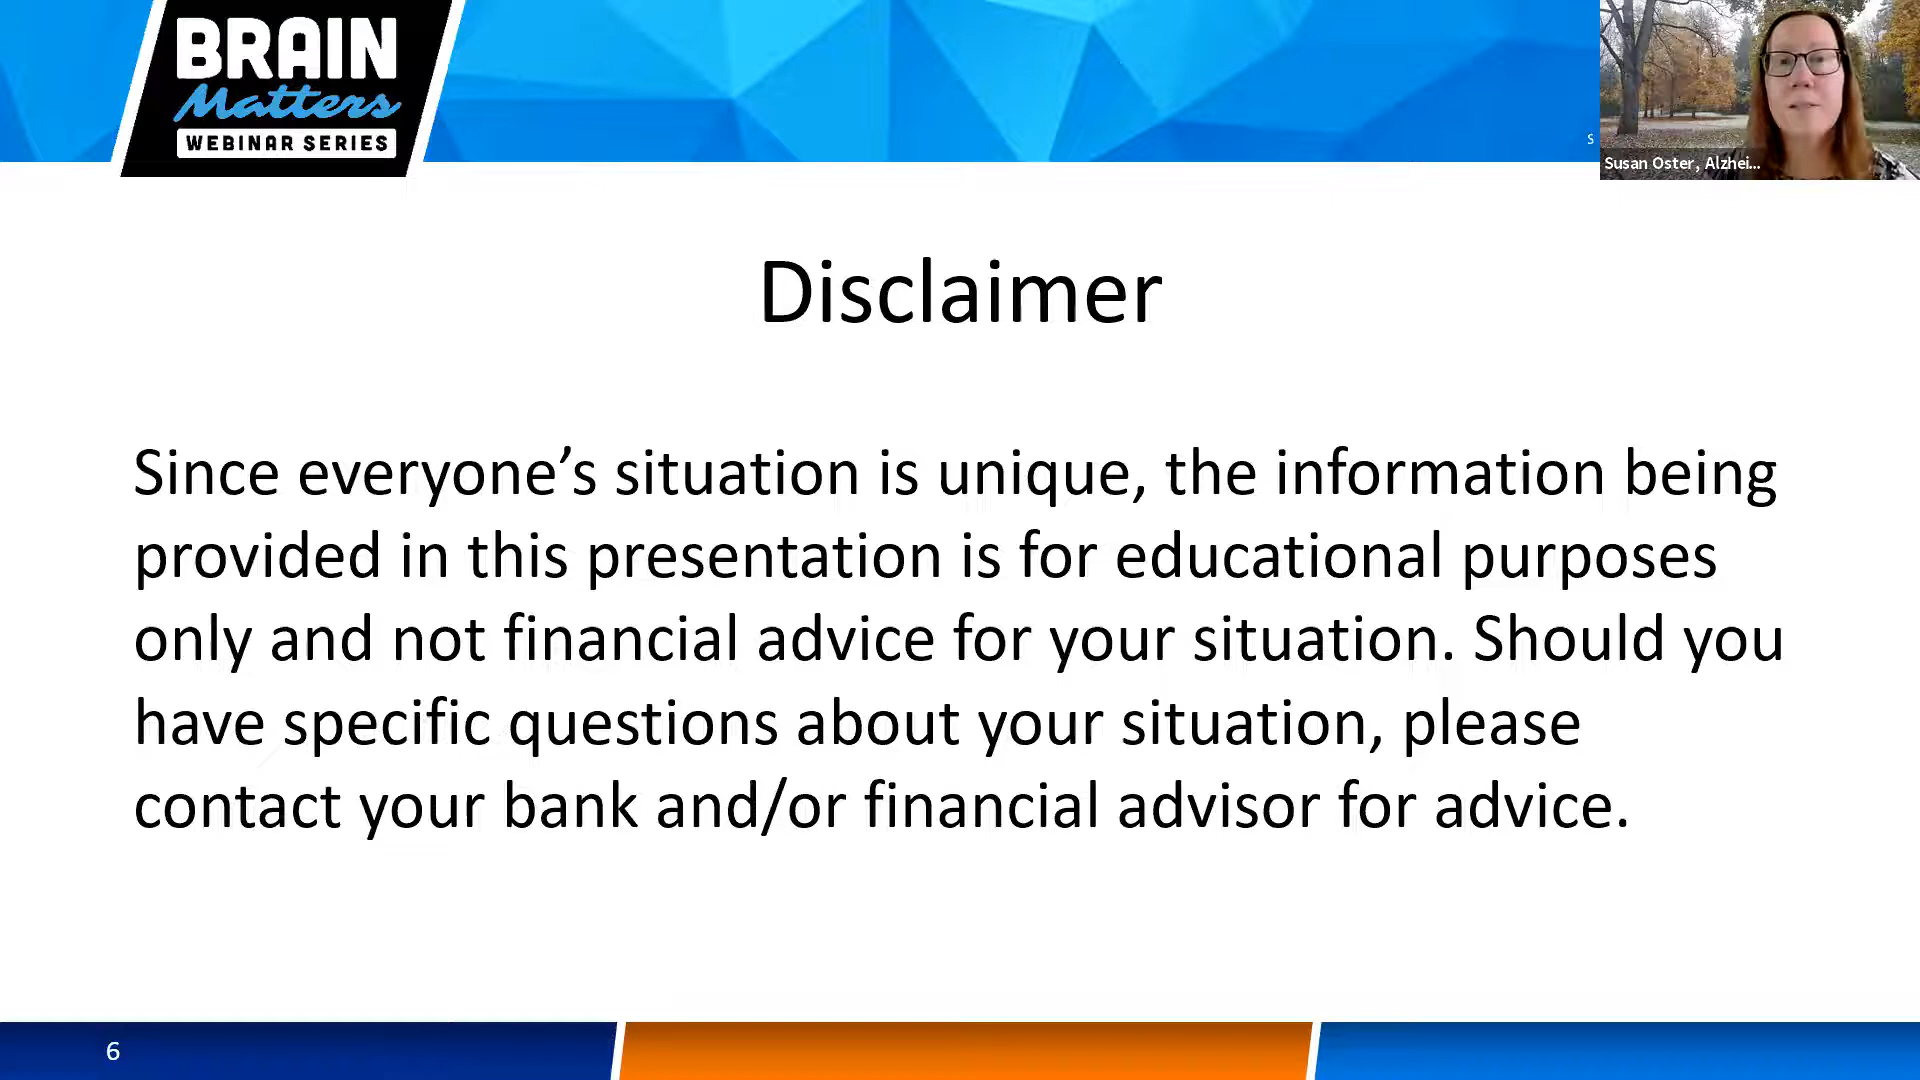 BRAIN
Matters
WEBINAR SERIES
S
Susan Oster, Alzhei...
Disclaimer
Since everyone’s situation is unique, the information being
provided in this presentation is for educational purposes
only and not financial advice for your situation. Should you
have specific questions about your situation, please
contact your bank and/or financial advisor for advice.
6